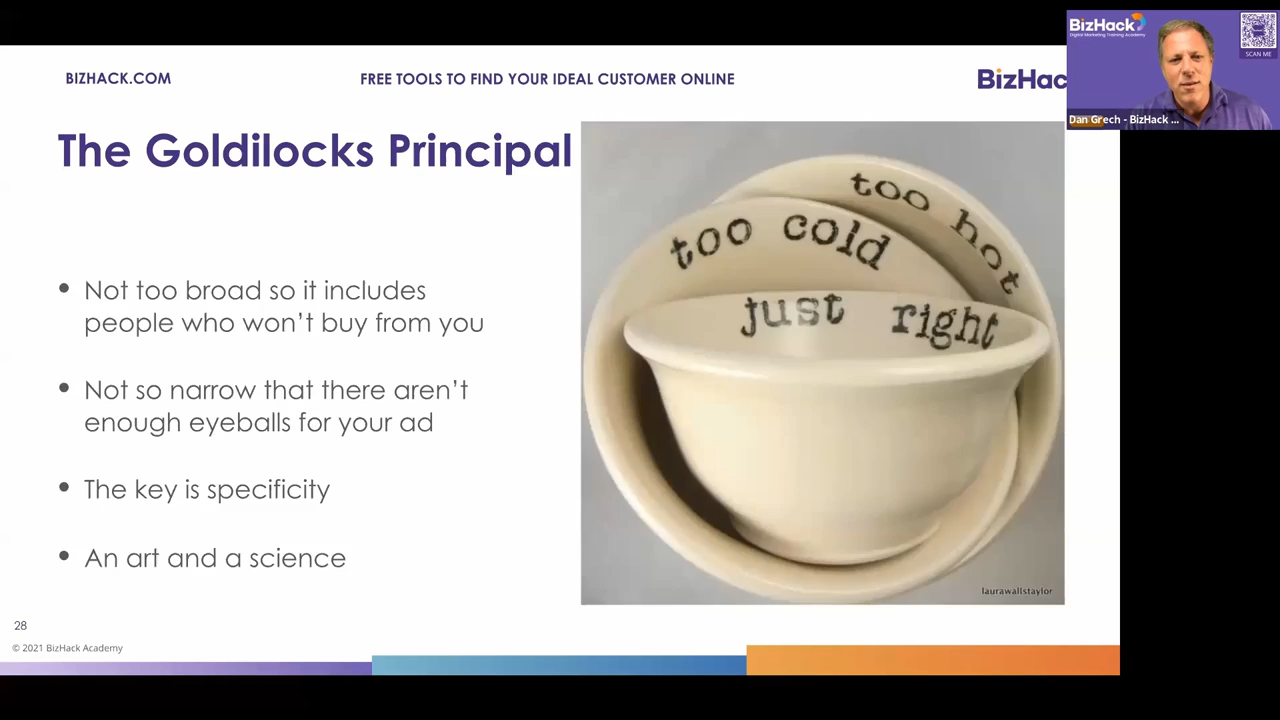 BIZHACK.COM
FREE TOOLS TO FIND YOUR IDEAL CUSTOMER ONLINE
BizHac
BizHack
Digital Marketing Training Academy
SCAN ME
Dan Grech - BizHack ...
The Goldilocks Principal
too hot
too cold
just right
• Not too broad so it includes
people who won’t buy from you
• Not so narrow that there aren’t
enough eyeballs for your ad
• The key is specificity
• An art and a science
laurawallstaylor
28
© 2021 BizHack Academy